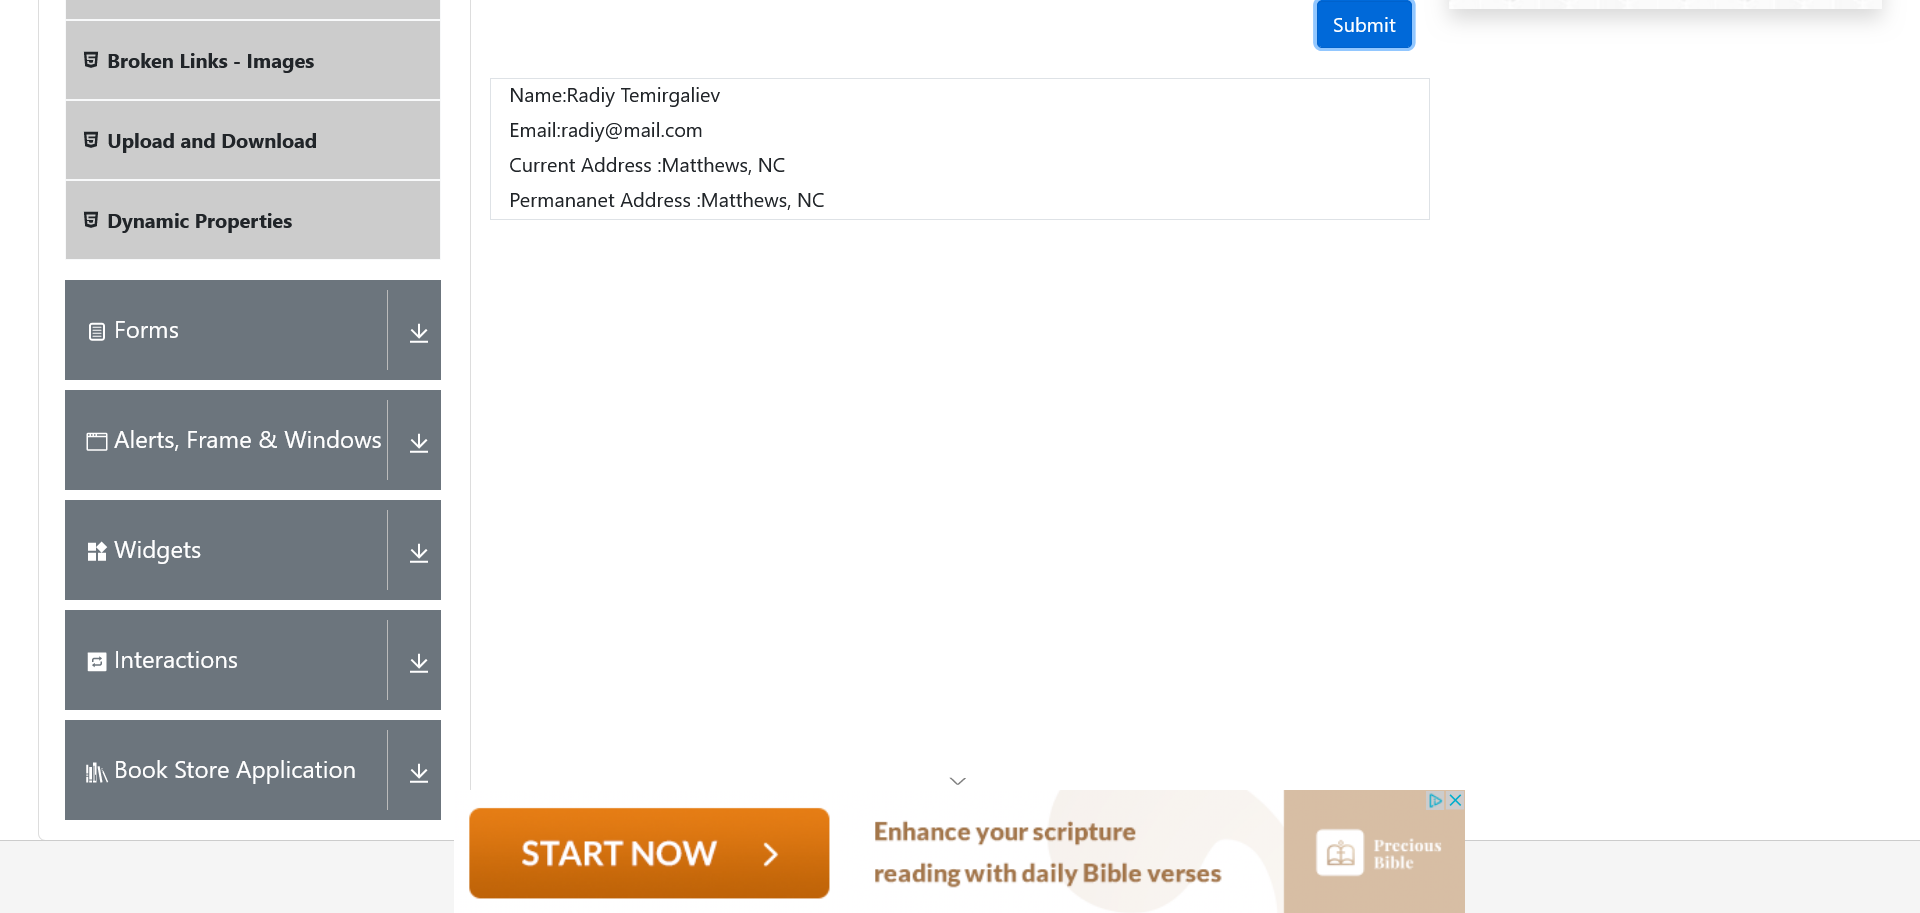 Broken Links - Images
Upload and Download
Dynamic Properties
Forms
Alerts, Frame & Windows
Widgets
Interactions
Book Store Application
Submit
Name:Radiy Temirgaliev
Email:radiy@mail.com
Current Address :Matthews, NC
Permananet Address :Matthews, NC
START NOW
Enhance your scripture
reading with daily Bible verses
Precious
Bible